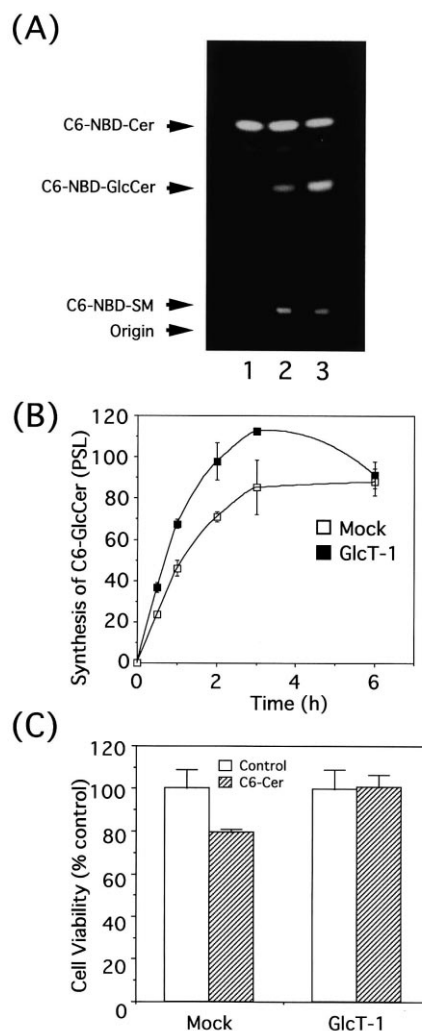 (A)
C6-NBD-Cer
C6-NBD-GlcCer
C6-NBD-SM
Origin
1 2 3
(B)
Synthesis of C6-GlcCer (PSL)
120
100
80
60
40
20
0
Mock
GlcT-1
0 2 4 6
Time (h)
(C)
Cell Viability (% control)
120
100
80
60
40
20
0
Control
C6-Cer
Mock GlcT-1